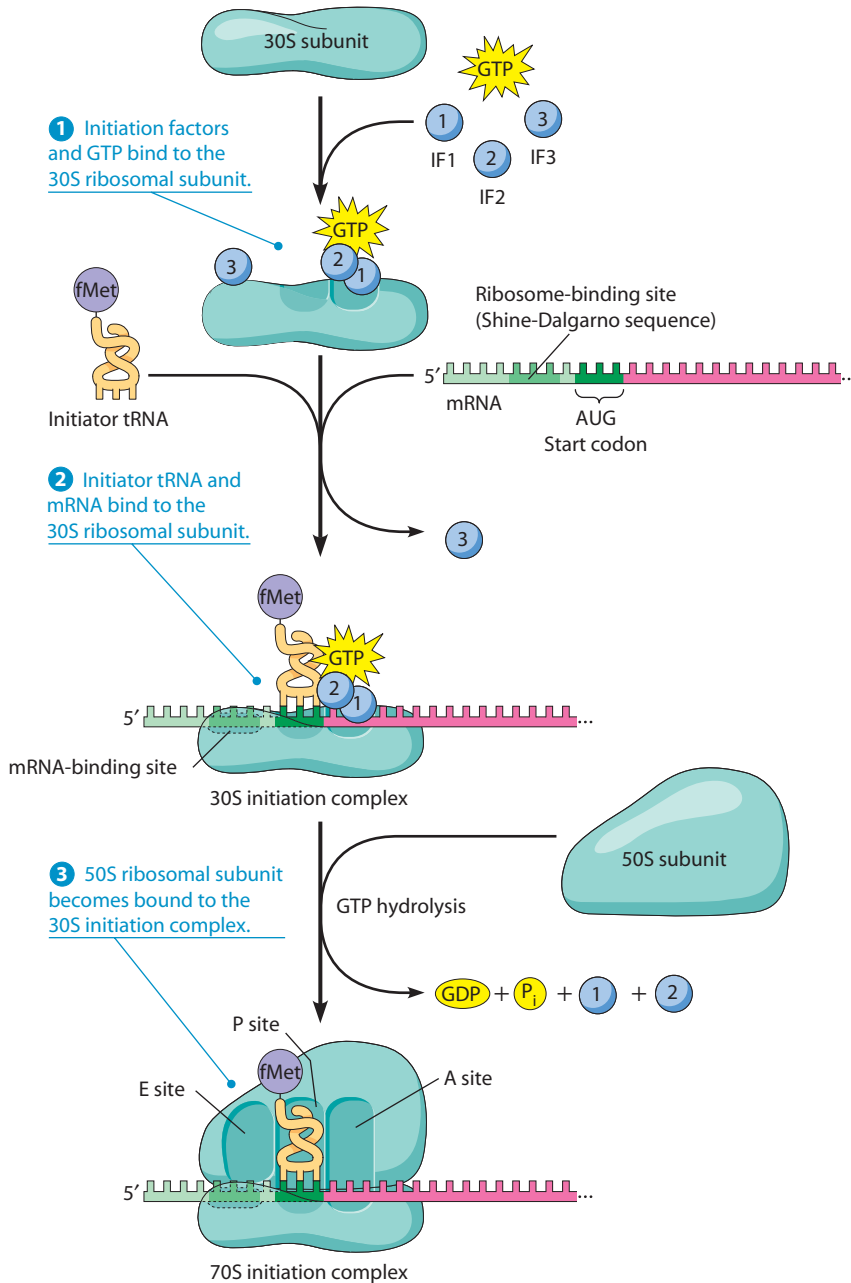 30S subunit
GTP
1
3
IF1
2
IF3
IF2
1 Initiation factors
and GTP bind to the
30S ribosomal subunit.
GTP
3
2
1
fMet
Ribosome-binding site
(Shine-Dalgarno sequence)
5′
mRNA
Initiator tRNA
AUG
Start codon
2 Initiator tRNA and
mRNA bind to the
30S ribosomal subunit.
3
fMet
GTP
2
1
5′
...
mRNA-binding site
30S initiation complex
50S subunit
3 50S ribosomal subunit
becomes bound to the
30S initiation complex.
GTP hydrolysis
GDP + Pi + 1 + 2
P site
fMet
E site
A site
5′
...
70S initiation complex